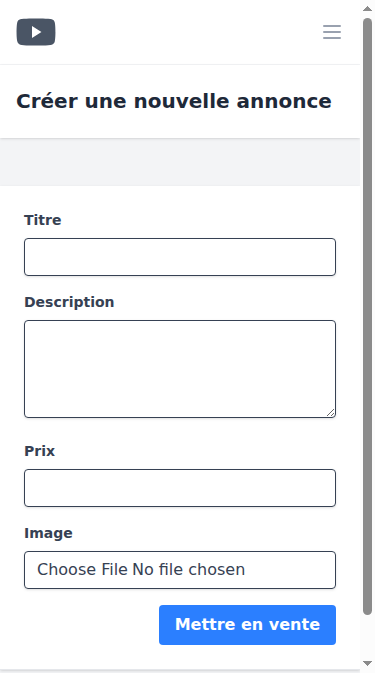 Créer une nouvelle annonce
Titre
Description
Prix
Image
Choose File No file chosen
Mettre en vente